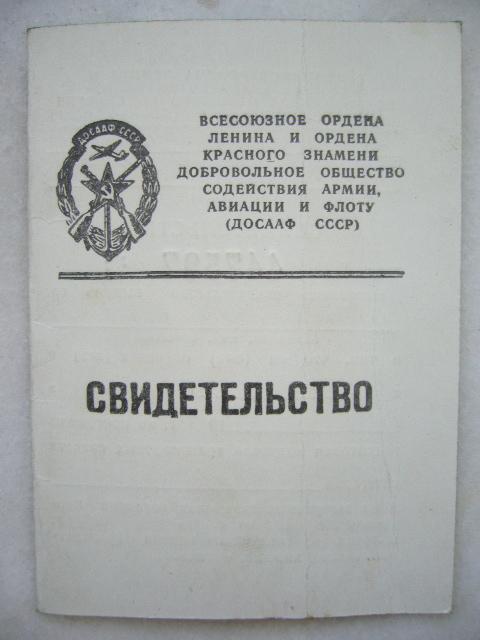 ДОСААФ СССР
ВСЕСОЮЗНОЕ ОРДЕНА
ЛЕНИНА И ОРДЕНА
КРАСНОГО ЗНАМЕНИ
ДОБРОВОЛЬНОЕ ОБЩЕСТВО
СОДЕЙСТВИЯ АРМИИ,
АВИАЦИИ И ФЛОТУ
(ДОСААФ СССР)
СВИДЕТЕЛЬСТВО